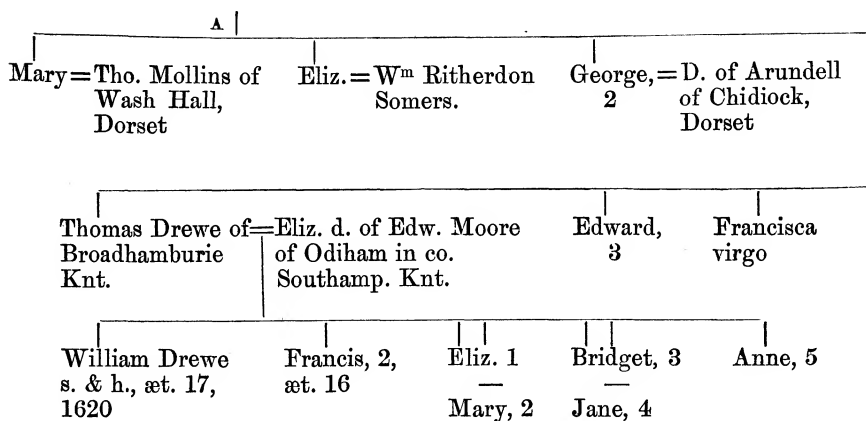 A
Mary = Tho. Mollins of
Wash Hall,
Dorset
Eliz. = Wᵐ Ritherdon
Somers.
George, = D. of Arundell
2 of Chidiock,
Dorset
Thomas Drewe of = Eliz. d. of Edw. Moore
Broadhamburie of Odiham in co.
Knt. Southamp. Knt.
Edward,
3
Francisca
virgo
William Drewe
s. & h., æt. 17,
1620
Francis, 2,
æt. 16
Eliz. 1
—
Mary, 2
Bridget, 3
—
Jane, 4
Anne, 5